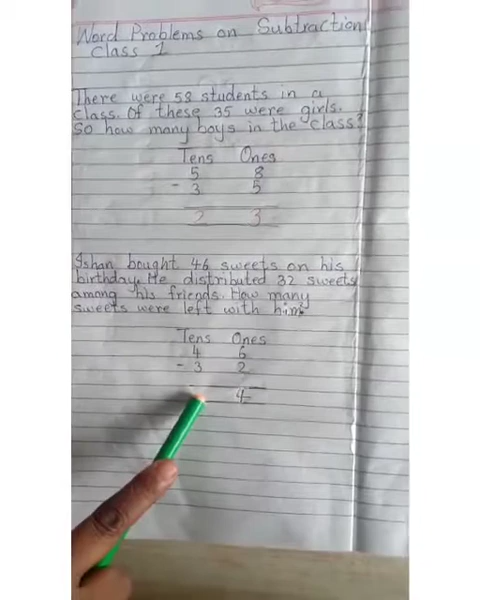 Word Problems on Subtraction
Class 1
There were 58 students in a
class. Of these 35 were girls.
So how many boys in the class?
Tens Ones
5 8
- 3 5
2 3
Ishan bought 46 sweets on his
birthday. He distributed 32 sweets
among his friends. How many
sweets were left with him.
Tens Ones
4 6
- 3 2
4